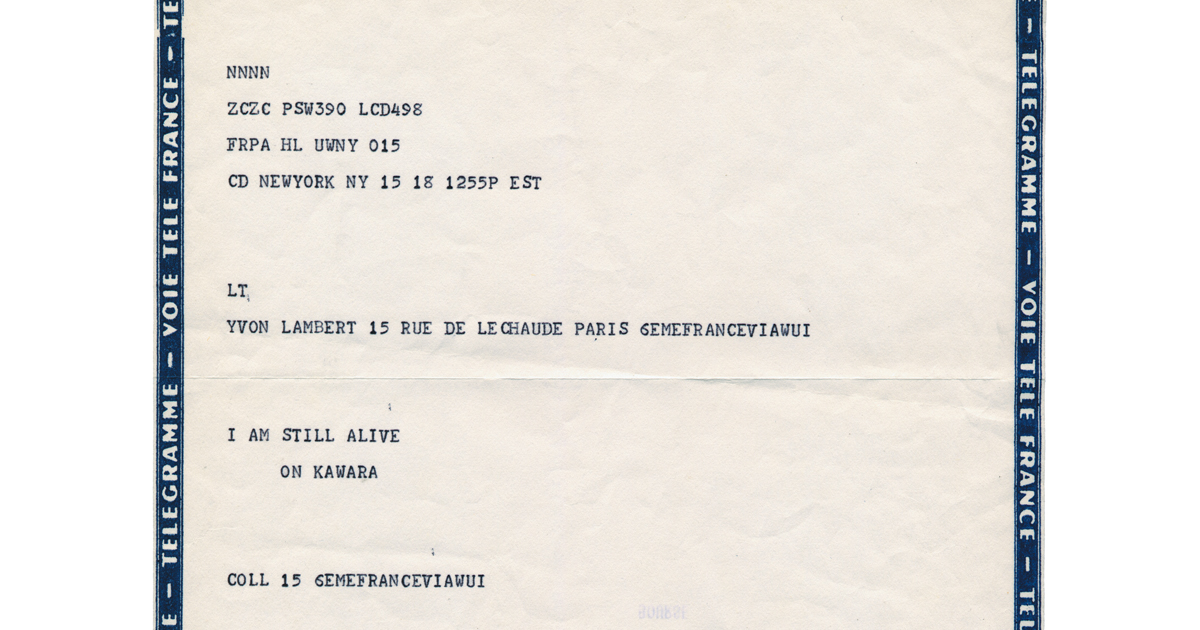 NNNN
ZCZC PSW390 LCD498
FRPA HL UWNY 015
CD NEWYORK NY 15 18 1255P EST
LT
YVON LAMBERT 15 RUE DE LECHAUDE PARIS 6EMEFRANCEVIAWUI
I AM STILL ALIVE
ON KAWARA
COLL 15 6EMEFRANCEVIAWUI
E — TELEGRAMME — VOIE TELE FRANCE — TE
— TELEGRAMME — VOIE TELE FRANCE — TEL